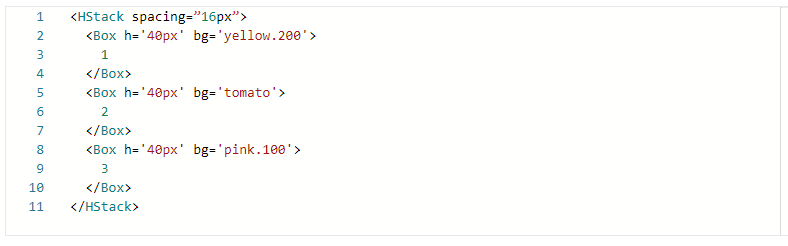 1 <HStack spacing=”16px”>
2 <Box h='40px' bg='yellow.200'>
3 1
4 </Box>
5 <Box h='40px' bg='tomato'>
6 2
7 </Box>
8 <Box h='40px' bg='pink.100'>
9 3
10 </Box>
11 </HStack>